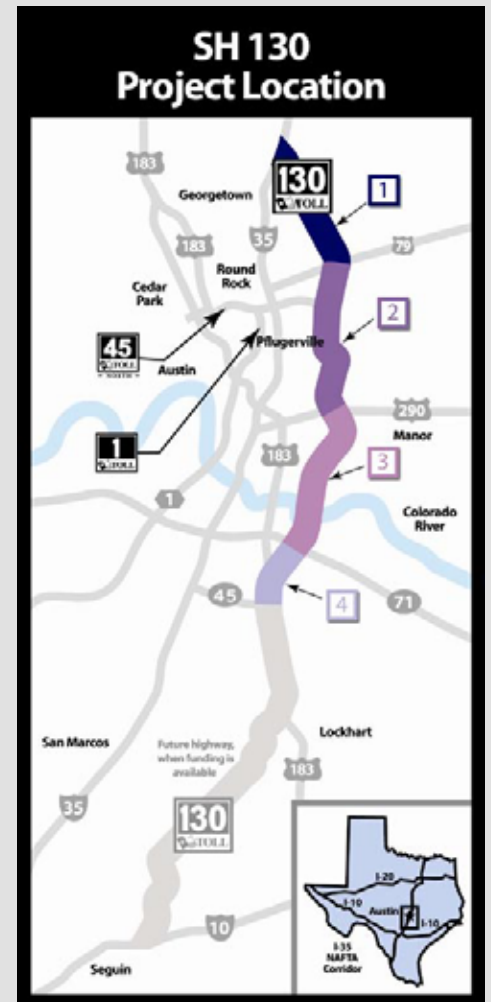 SH 130
Project Location
183
Georgetown
130
TOLL
1
35
183
79
Round
Rock
Cedar
Park
2
Pflugerville
45
TOLL
Austin
290
Manor
1
TOLL
183
3
1
Colorado
River
45
4
71
San Marcos
Future highway,
when funding is
available
Lockhart
183
35
130
TOLL
10
Seguin
I-20
I-10
Austin
I-10
I-35
NAFTA
Corridor